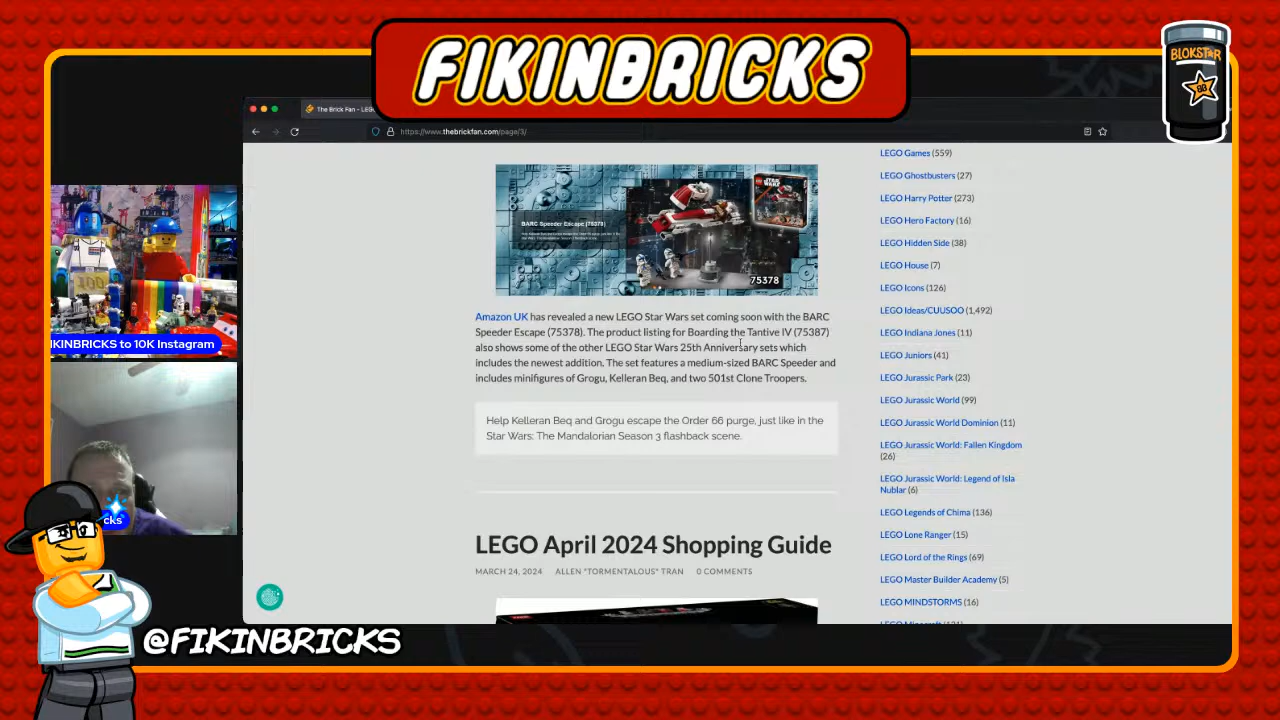 FIKINBRICKS
BLOKSTAR
The Brick Fan - LEG
https://www.thebrickfan.com/page/3/
BARC Speeder Escape (75378)
STAR WARS
75378
Amazon UK has revealed a new LEGO Star Wars set coming soon with the BARC
Speeder Escape (75378). The product listing for Boarding the Tantive IV (75387)
also shows some of the other LEGO Star Wars 25th Anniversary sets which
includes the newest addition. The set features a medium-sized BARC Speeder and
includes minifigures of Grogu, Kelleran Beq, and two 501st Clone Troopers.
Help Kelleran Beq and Grogu escape the Order 66 purge, just like in the
Star Wars: The Mandalorian Season 3 flashback scene.
LEGO April 2024 Shopping Guide
MARCH 24, 2024 ALLEN "TORMENTALOUS" TRAN 0 COMMENTS
LEGO Games (559)
LEGO Ghostbusters (27)
LEGO Harry Potter (273)
LEGO Hero Factory (16)
LEGO Hidden Side (38)
LEGO House (7)
LEGO Icons (126)
LEGO Ideas/CUUSOO (1,492)
LEGO Indiana Jones (11)
LEGO Juniors (41)
LEGO Jurassic Park (23)
LEGO Jurassic World (99)
LEGO Jurassic World Dominion (11)
LEGO Jurassic World: Fallen Kingdom
(26)
LEGO Jurassic World: Legend of Isla
Nublar (6)
LEGO Legends of China (136)
LEGO Lone Ranger (15)
LEGO Lord of the Rings (69)
LEGO Master Builder Academy (5)
LEGO MINDSTORMS (16)
IKINBRICKS to 10K Instagram
cks
@FIKINBRICKS